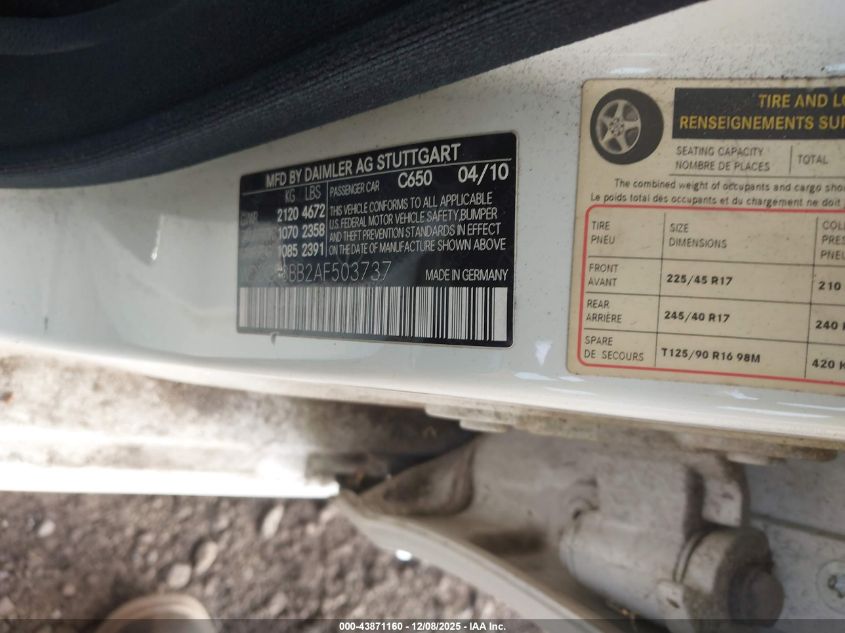 MFD BY DAIMLER AG STUTTGART
KG LBS PASSENGER CAR C650 04/10
2120 4672
1070 2358
1085 2391
THIS VEHICLE CONFORMS TO ALL APPLICABLE
U.S. FEDERAL MOTOR VEHICLE SAFETY, BUMPER
AND THEFT PREVENTION STANDARDS IN EFFECT
ON THE DATE OF MANUFACTURE SHOWN ABOVE
BB2AF503737
MADE IN GERMANY
TIRE AND LO
RENSEIGNEMENTS SUR
SEATING CAPACITY
NOMBRE DE PLACES
TOTAL
The combined weight of occupants and cargo sho
Le poids total des occupants et du chargement ne doit
TIRE SIZE COL
PNEU DIMENSIONS PRES
FRONT
AVANT
225/45 R17
210
REAR
ARRIÈRE
245/40 R17
240 K
SPARE
DE SECOURS
T125/90 R16 98M
420 K
000-43871160 - 12/08/2025 - IAA Inc.